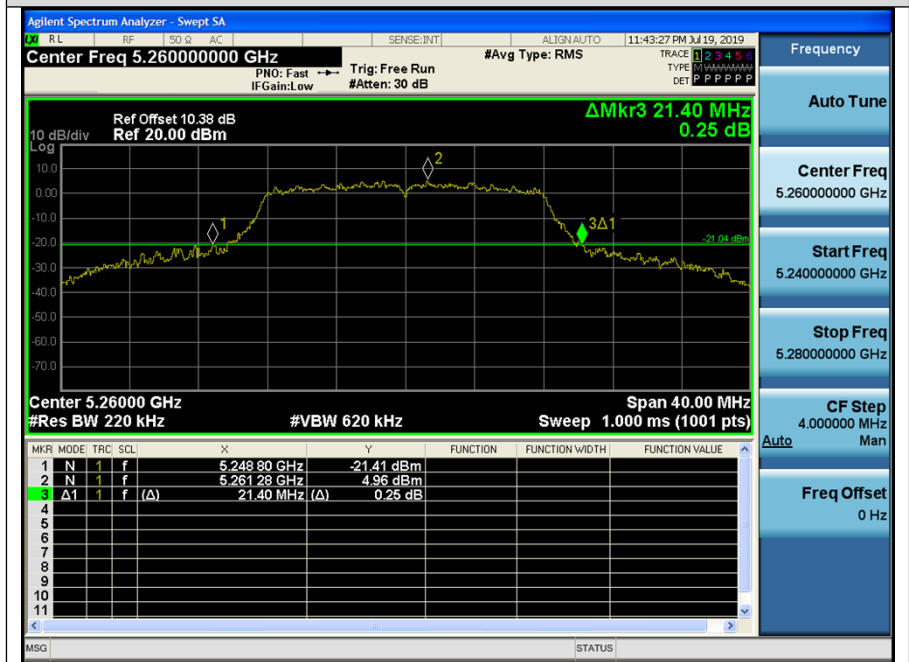 Agilent Spectrum Analyzer - Swept SA
LXI RL RF 50 Ω AC SENSE:INT ALIGN AUTO 11:43:27 PM Jul 19, 2019
Center Freq 5.260000000 GHz #Avg Type: RMS TRACE 1 2 3 4 5 6
PNO: Fast Trig: Free Run TYPE M WWWWW
IFGain:Low #Atten: 30 dB DET P P P P P P
Frequency
Auto Tune
ΔMkr3 21.40 MHz
0.25 dB
Ref Offset 10.38 dB
10 dB/div Ref 20.00 dBm
Log
10.0
0.00
-10.0
-20.0
-30.0
-40.0
-50.0
-60.0
-70.0
1
2
3Δ1
-21.04 dBm
Center 5.26000 GHz Span 40.00 MHz
#Res BW 220 kHz #VBW 620 kHz Sweep 1.000 ms (1001 pts)
Center Freq
5.260000000 GHz
Start Freq
5.240000000 GHz
Stop Freq
5.280000000 GHz
CF Step
4.000000 MHz
Auto Man
Freq Offset
0 Hz
MKR MODE TRC SCL X Y FUNCTION FUNCTION WIDTH FUNCTION VALUE
1 N 1 f 5.248 80 GHz -21.41 dBm
2 N 1 f 5.261 28 GHz 4.96 dBm
3 Δ1 1 f (Δ) 21.40 MHz (Δ) 0.25 dB
4
5
6
7
8
9
10
11
MSG STATUS